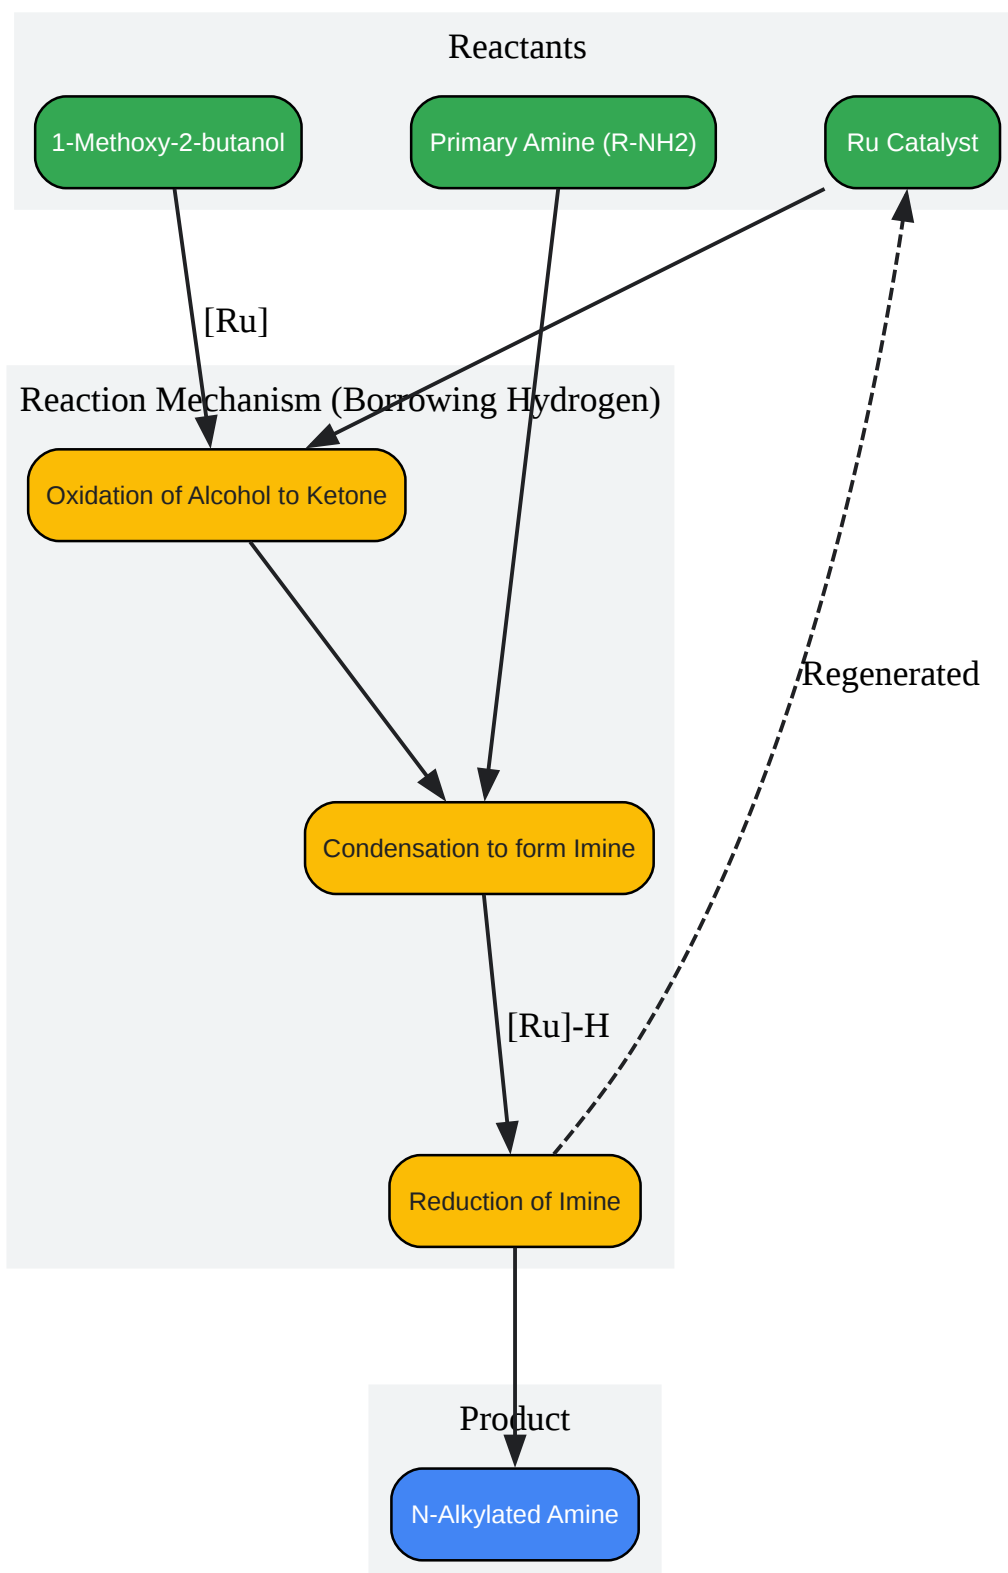 Reactants
1-Methoxy-2-butanol
Primary Amine (R-NH2)
Ru Catalyst
[Ru]
Reaction Mechanism (Borrowing Hydrogen)
Oxidation of Alcohol to Ketone
Regenerated
Condensation to form Imine
[Ru]-H
Reduction of Imine
Product
N-Alkylated Amine